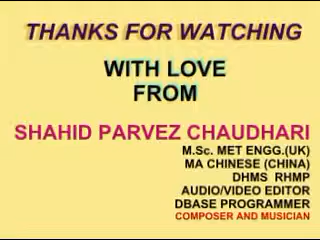 THANKS FOR WATCHING
WITH LOVE
FROM
SHAHID PARVEZ CHAUDHARI
M.Sc. MET ENGG.(UK)
MA CHINESE (CHINA)
DHMS RHMP
AUDIO/VIDEO EDITOR
DBASE PROGRAMMER
COMPOSER AND MUSICIAN